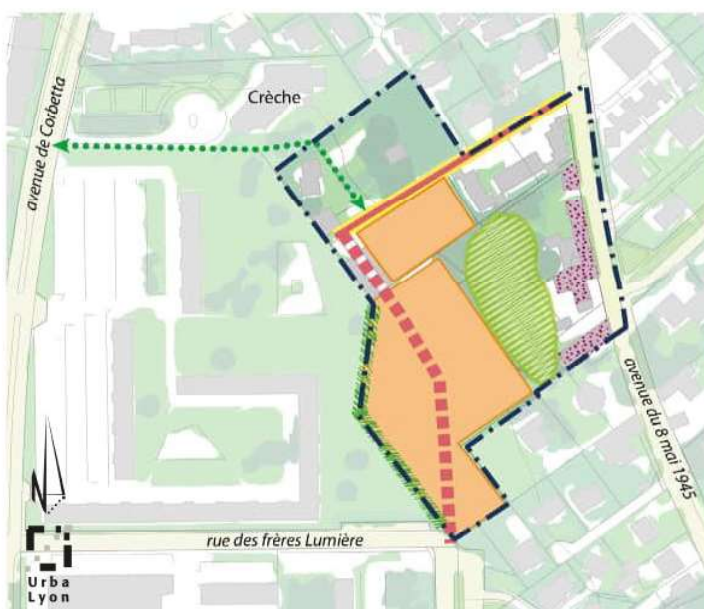 avenue de Corbetta
Crèche
avenue du 8 mai 1945
rue des frères Lumière
N
Urba
Lyon